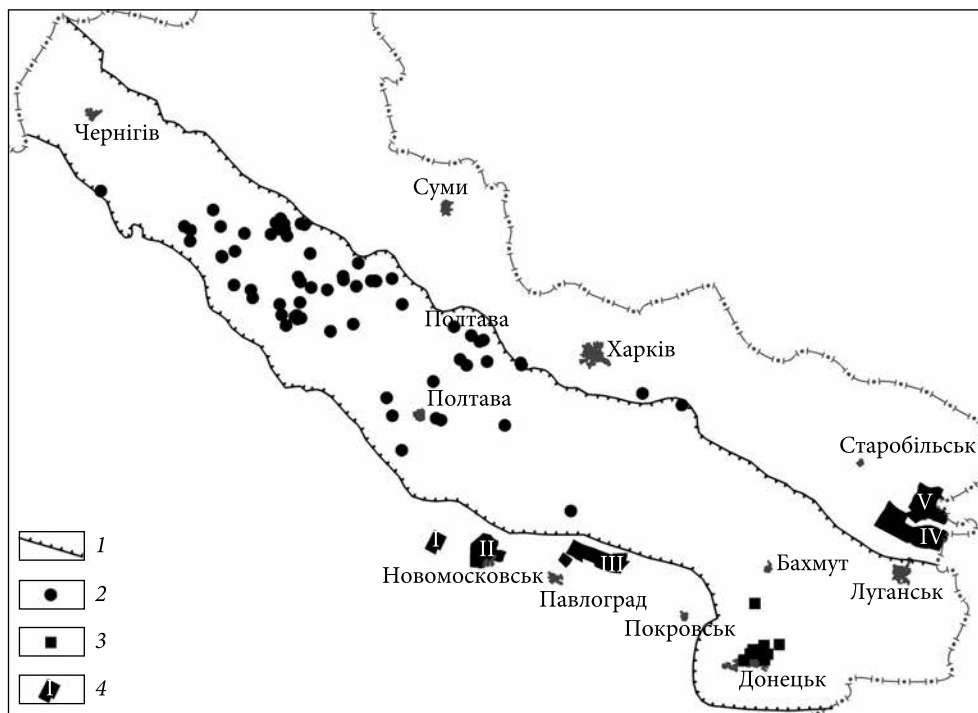 Чернігів
Суми
Полтава
Харків
Полтава
Старобільськ
V
IV
I
II
III
Новомосковськ
Бахмут
Павлоград
Луганськ
Покровськ
Донецьк
1
2
3
I 4